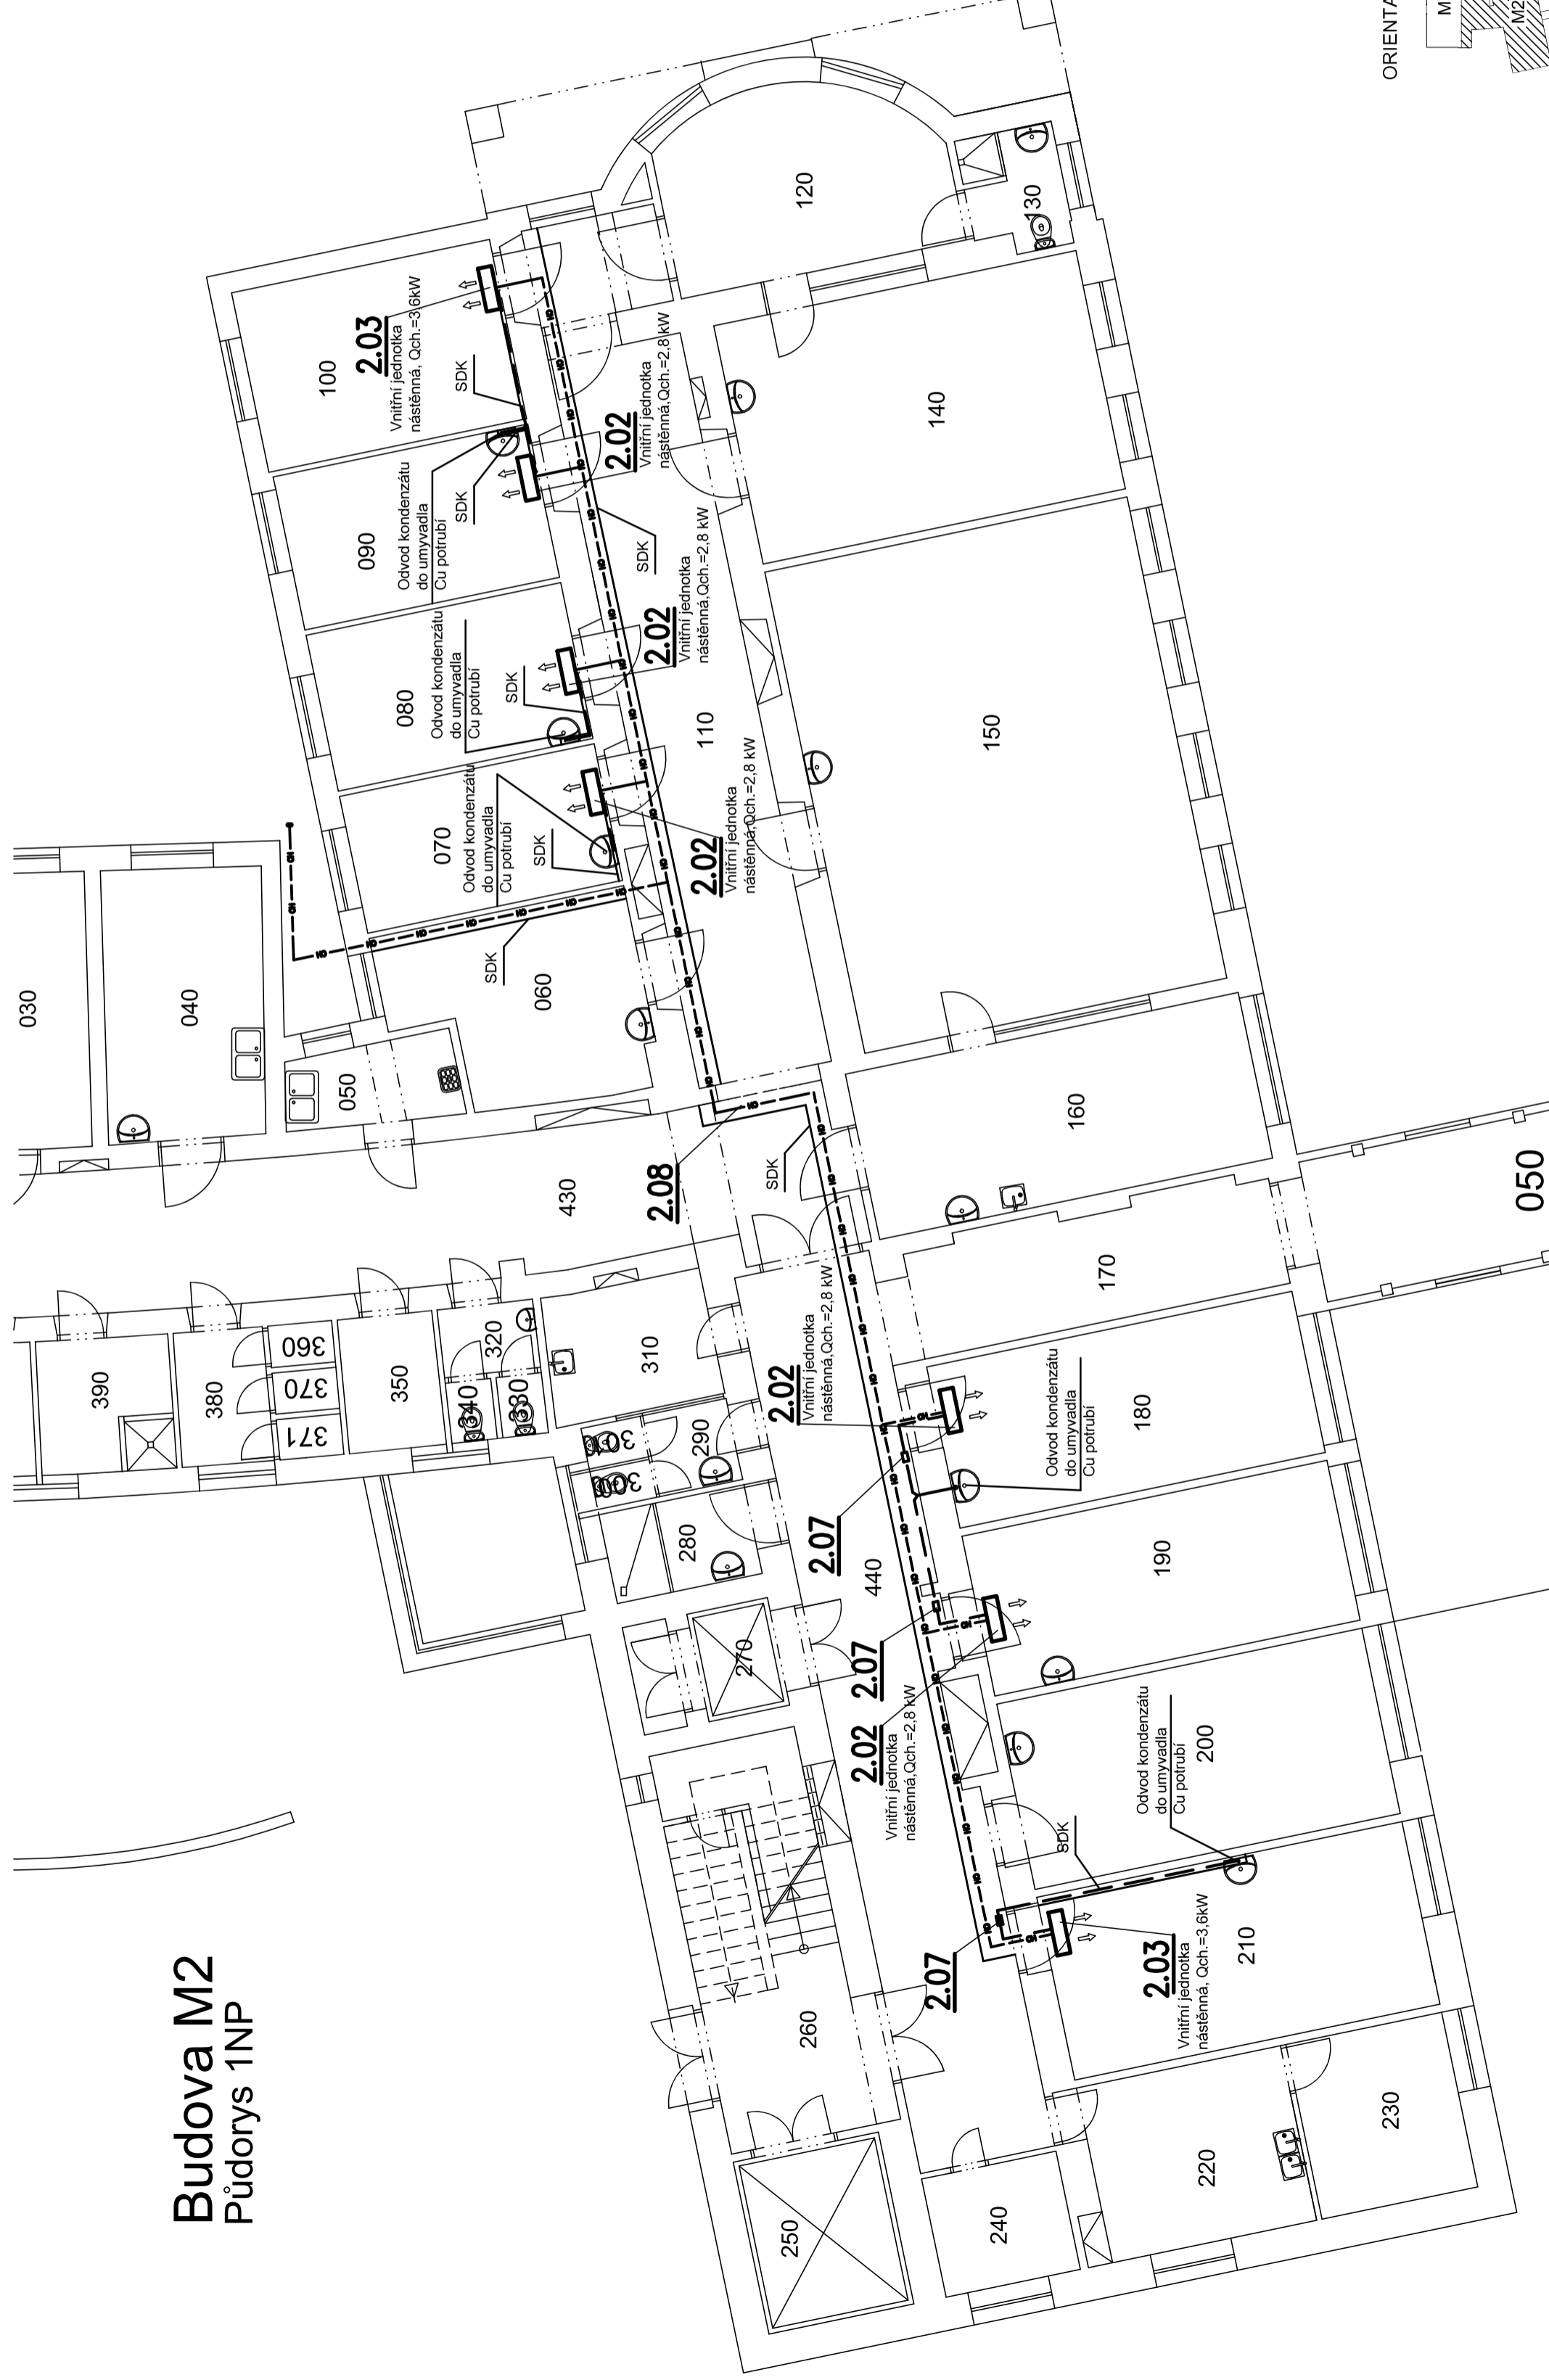 Budova M2
Půdorys 1NP
ORIENTA
M
M2
030
040
050
390
380
360
370
371
350
340
320
330
310
430
290
280
270
260
250
240
220
230
100
2.03
Vnitřní jednotka
nástěnná, Qch.=3,6kW
SDK
090
Odvod kondenzátu
do umyvadla
Cu potrubí
SDK
2.02
Vnitřní jednotka
nástěnná,Qch.=2,8kW
SDK
080
Odvod kondenzátu
do umyvadla
Cu potrubí
SDK
2.02
Vnitřní jednotka
nástěnná,Qch.=2,8 kW
070
Odvod kondenzátu
do umyvadla
Cu potrubí
SDK
2.02
Vnitřní jednotka
nástěnná,Qch.=2,8 kW
110
SDK
060
120
130
140
150
160
170
050
2.08
SDK
2.02
Vnitřní jednotka
nástěnná,Qch.=2,8 kW
180
Odvod kondenzátu
do umyvadla
Cu potrubí
2.07
440
190
2.07
2.02
Vnitřní jednotka
nástěnná,Qch.=2,8 kW
200
Odvod kondenzátu
do umyvadla
Cu potrubí
SDK
2.07
2.03
Vnitřní jednotka
nástěnná, Qch.=3,6kW
210